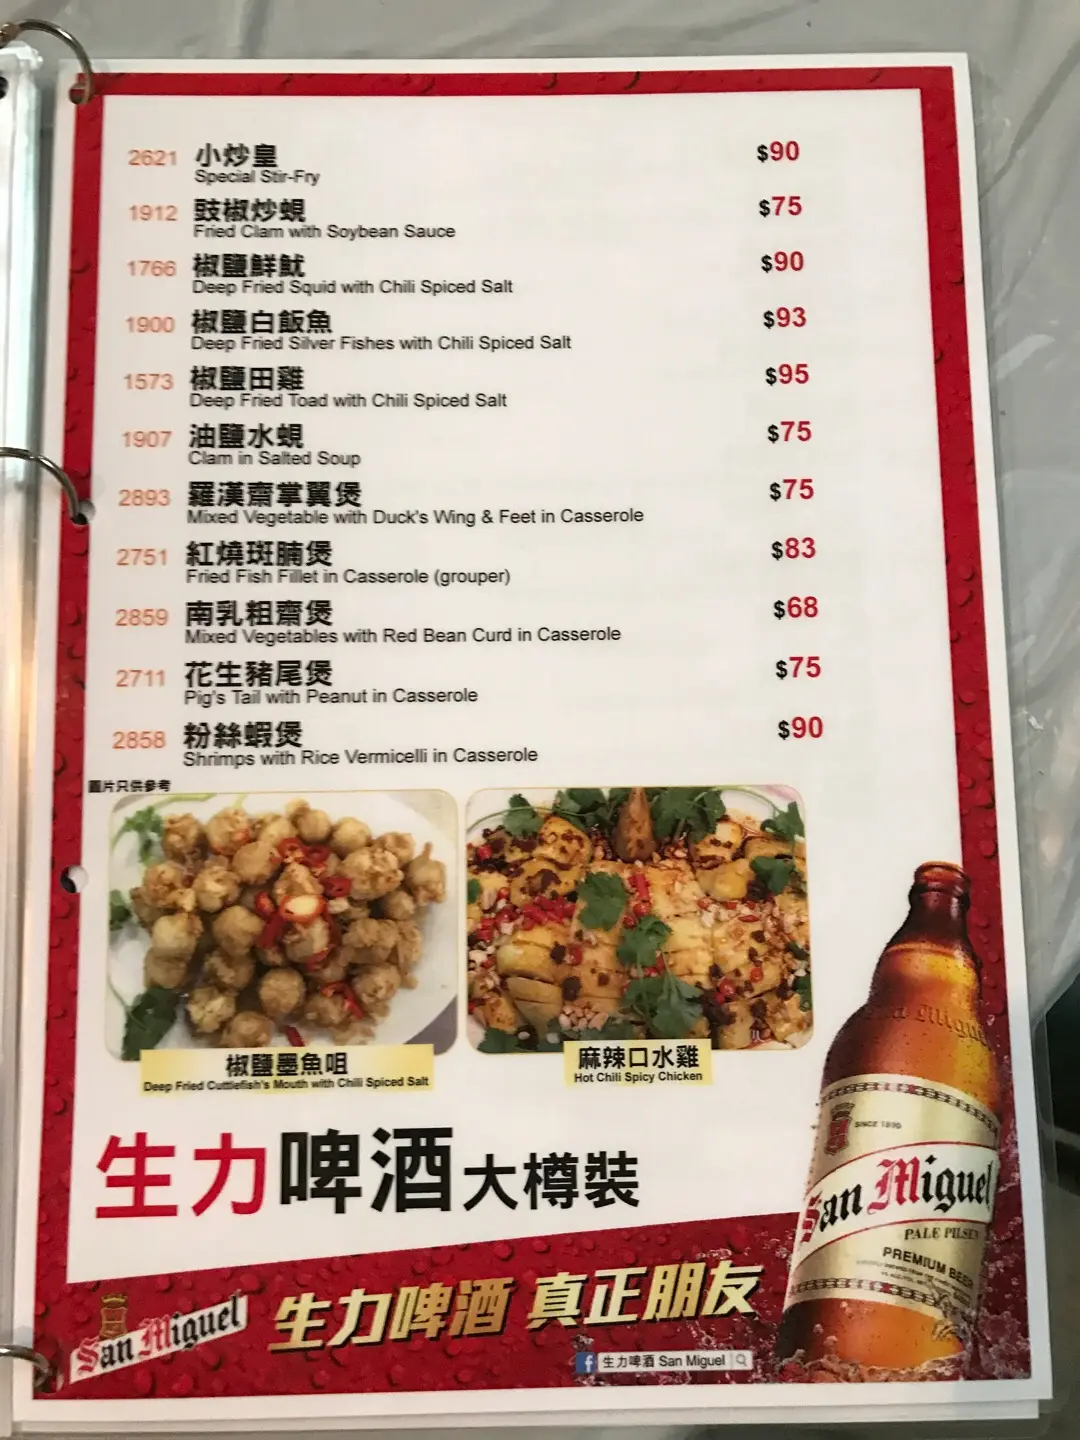 2621 小炒皇 $90
Special Stir-Fry
1912 豉椒炒蜆 $75
Fried Clam with Soybean Sauce
1766 椒鹽鮮魷 $90
Deep Fried Squid with Chili Spiced Salt
1900 椒鹽白飯魚 $93
Deep Fried Silver Fishes with Chili Spiced Salt
1573 椒鹽田雞 $95
Deep Fried Toad with Chili Spiced Salt
1907 油鹽水蜆 $75
Clam in Salted Soup
2893 羅漢齋掌翼煲 $75
Mixed Vegetable with Duck's Wing & Feet in Casserole
2751 紅燒斑腩煲 $83
Fried Fish Fillet in Casserole (grouper)
2859 南乳粗齋煲 $68
Mixed Vegetables with Red Bean Curd in Casserole
2711 花生豬尾煲 $75
Pig's Tail with Peanut in Casserole
2858 粉絲蝦煲 $90
Shrimps with Rice Vermicelli in Casserole
圖片只供參考
椒鹽墨魚咀
Deep Fried Cuttlefish's Mouth with Chili Spiced Salt
麻辣口水雞
Hot Chili Spicy Chicken
生力啤酒大樽裝
San Miguel
SINCE 1890
San Miguel
PALE PILSEN
PREMIUM BEER
San Miguel
生力啤酒 真正朋友
f 生力啤酒 San Miguel